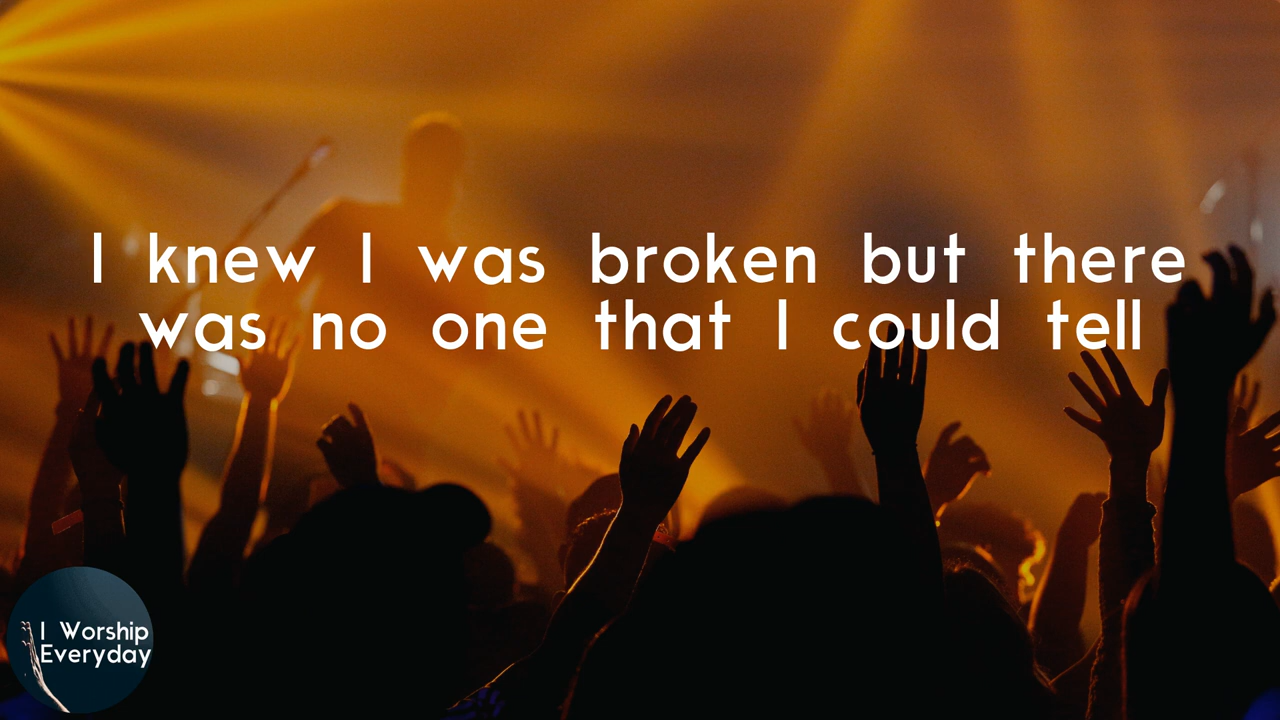 I knew I was broken but there
was no one that I could tell
I Worship
Everyday